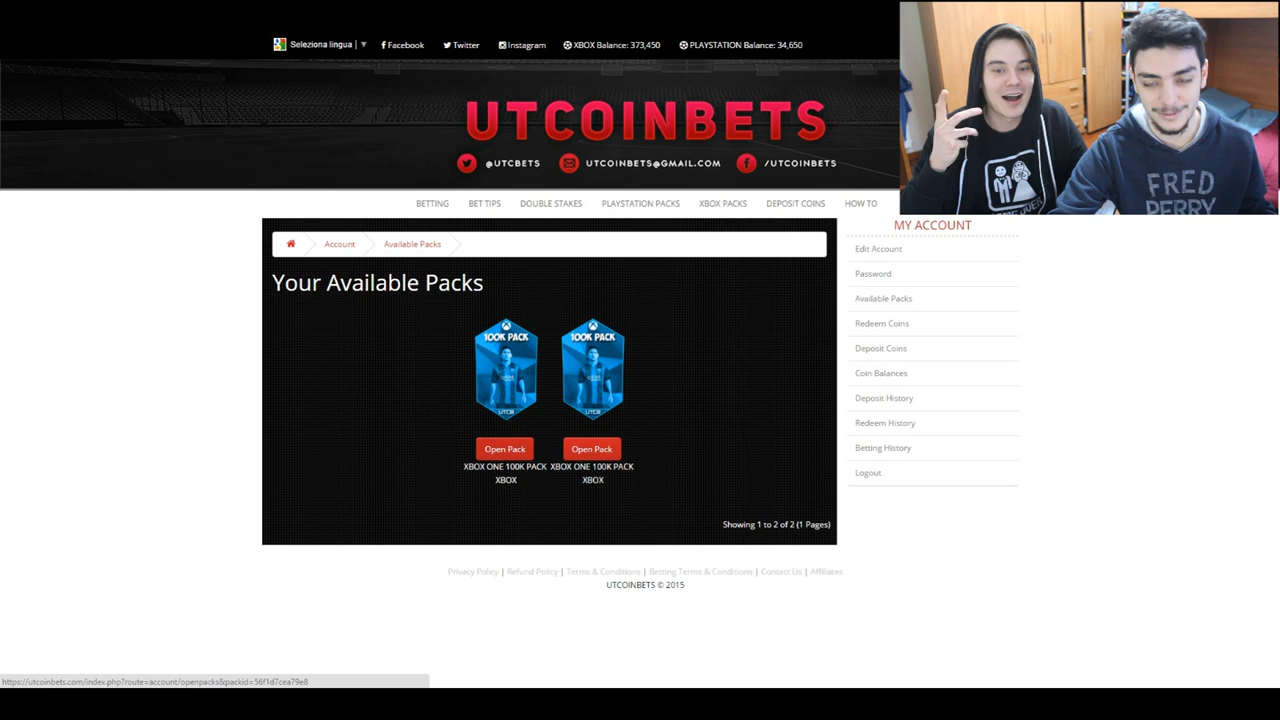 Seleziona lingua ▼ Facebook Twitter Instagram XBOX Balance: 373,450 PLAYSTATION Balance: 34,650
UTCOINBETS
@UTCBETS UTCOINBETS@GMAIL.COM /UTCOINBETS
FRED
PERRY
BETTING BET TIPS DOUBLE STAKES PLAYSTATION PACKS XBOX PACKS DEPOSIT COINS HOW TO
Account Available Packs
Your Available Packs
100K PACK 100K PACK
UTCB UTCB
Open Pack Open Pack
XBOX ONE 100K PACK XBOX ONE 100K PACK
XBOX XBOX
Showing 1 to 2 of 2 (1 Pages)
MY ACCOUNT
Edit Account
Password
Available Packs
Redeem Coins
Deposit Coins
Coin Balances
Deposit History
Redeem History
Betting History
Logout
Privacy Policy | Refund Policy | Terms & Conditions | Betting Terms & Conditions | Contact Us | Affiliates
UTCOINBETS © 2015
https://utcoinbets.com/index.php?route=account/openpacks&packid=56f1d7cea79e8